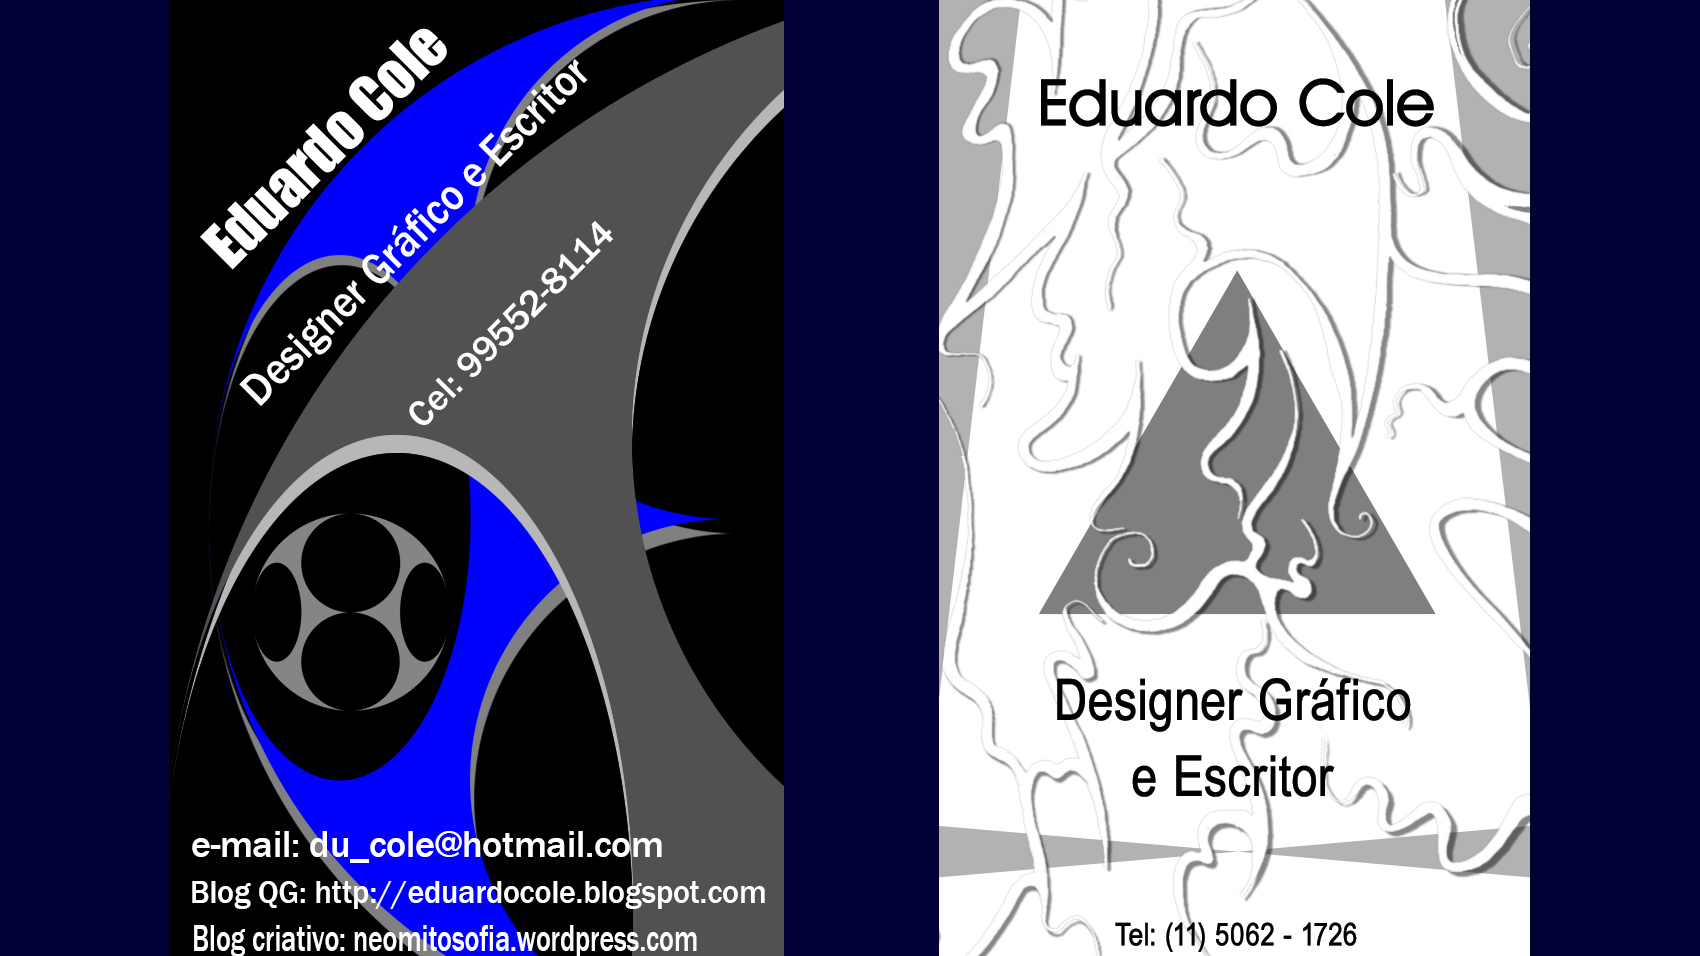 Eduardo Cole
Designer Gráfico e Escritor
Cel: 99552-8114
e-mail: du_cole@hotmail.com
Blog QG: http://eduardocole.blogspot.com
Blog criativo: neomitosofia.wordpress.com
Eduardo Cole
Designer Gráfico
e Escritor
Tel: (11) 5062 - 1726